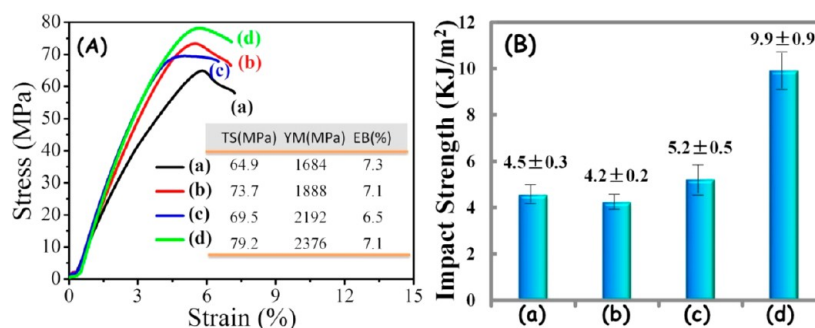 (A)
Stress (MPa)
80
70
60
50
40
30
20
10
0
(d)
(b)
(c)
(a)
TS(MPa) YM(MPa) EB(%)
(a) 64.9 1684 7.3
(b) 73.7 1888 7.1
(c) 69.5 2192 6.5
(d) 79.2 2376 7.1
0 3 6 9 12 15
Strain (%)
(B)
Impact Strength (KJ/m²)
12
10
8
6
4
2
0
4.5±0.3
4.2±0.2
5.2±0.5
9.9±0.9
(a) (b) (c) (d)